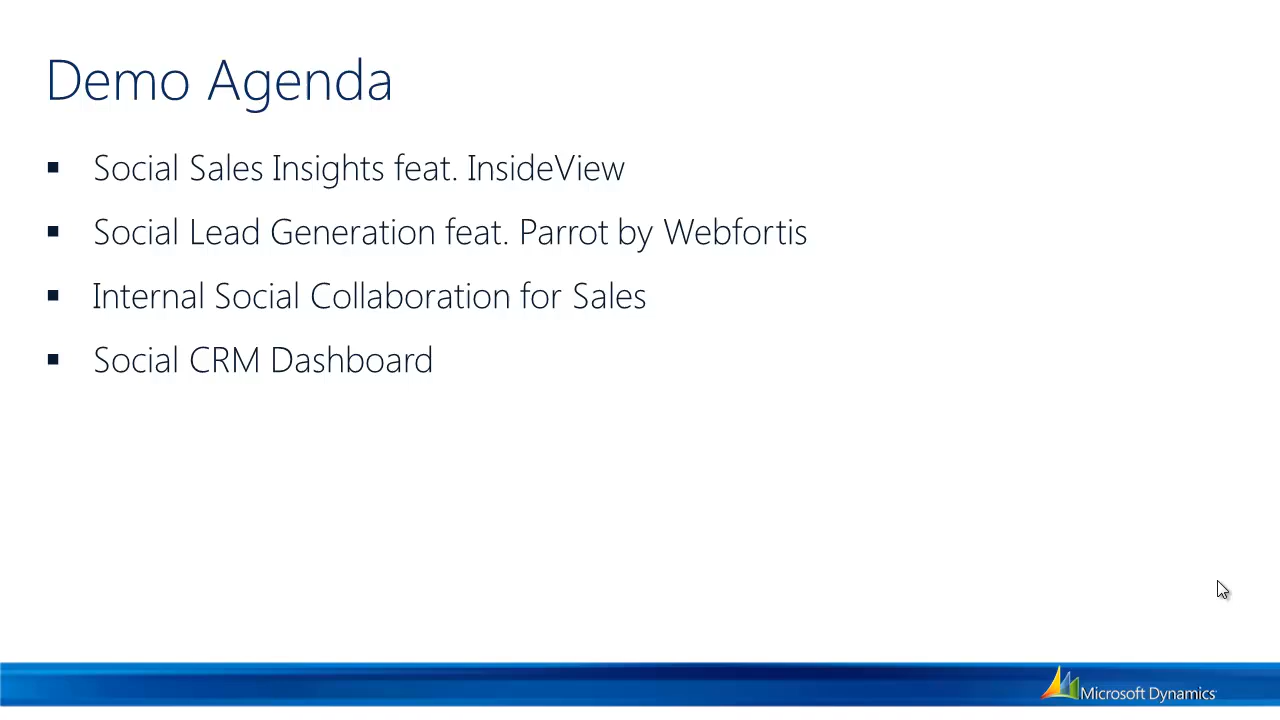 Demo Agenda
▪ Social Sales Insights feat. InsideView
▪ Social Lead Generation feat. Parrot by Webfortis
▪ Internal Social Collaboration for Sales
▪ Social CRM Dashboard
Microsoft Dynamics